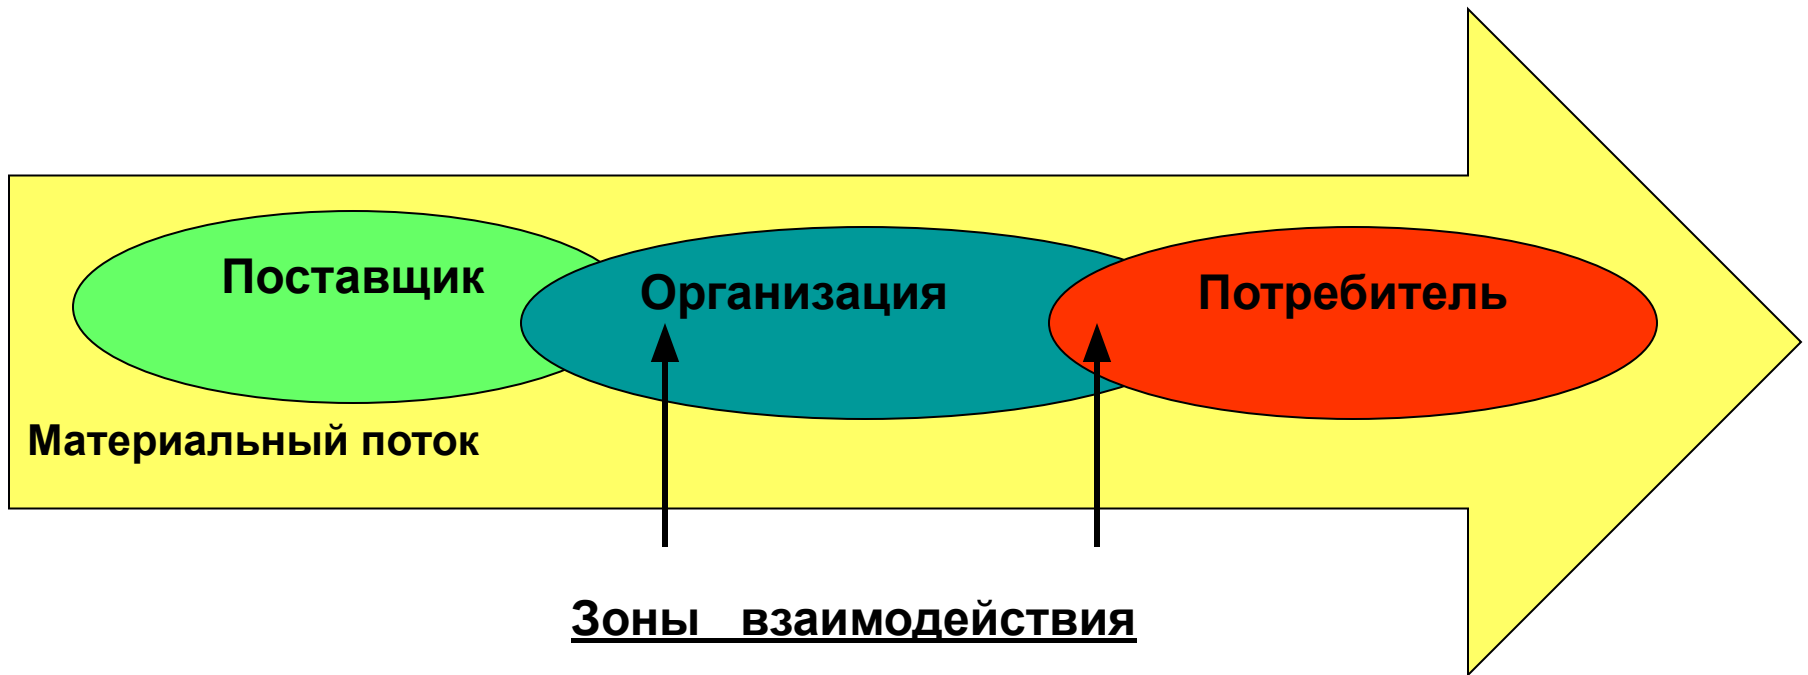 Поставщик
Организация
Потребитель
Материальный поток
Зоны взаимодействия